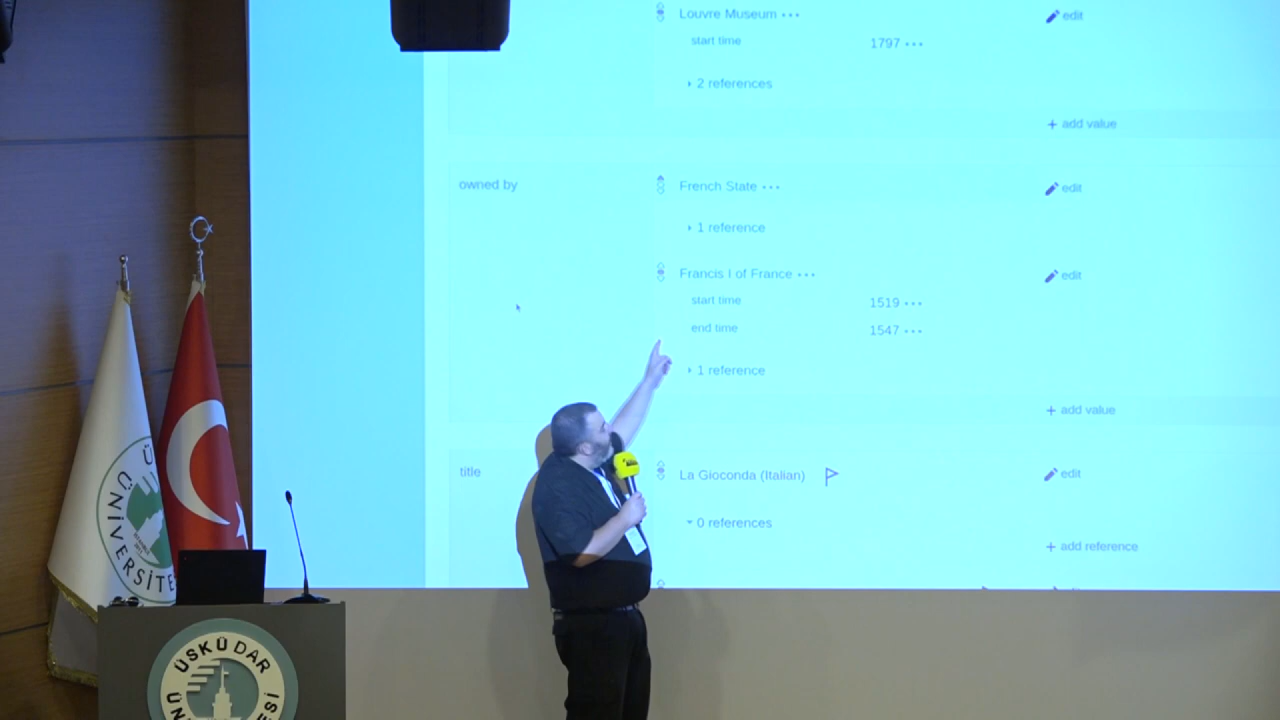 Louvre Museum
edit
start time
1797
2 references
+ add value
owned by
French State
edit
1 reference
Francis I of France
edit
start time
1519
end time
1547
1 reference
+ add value
title
La Gioconda (Italian)
edit
0 references
+ add reference
ÜNİVERSİTE
ÜSKÜDAR